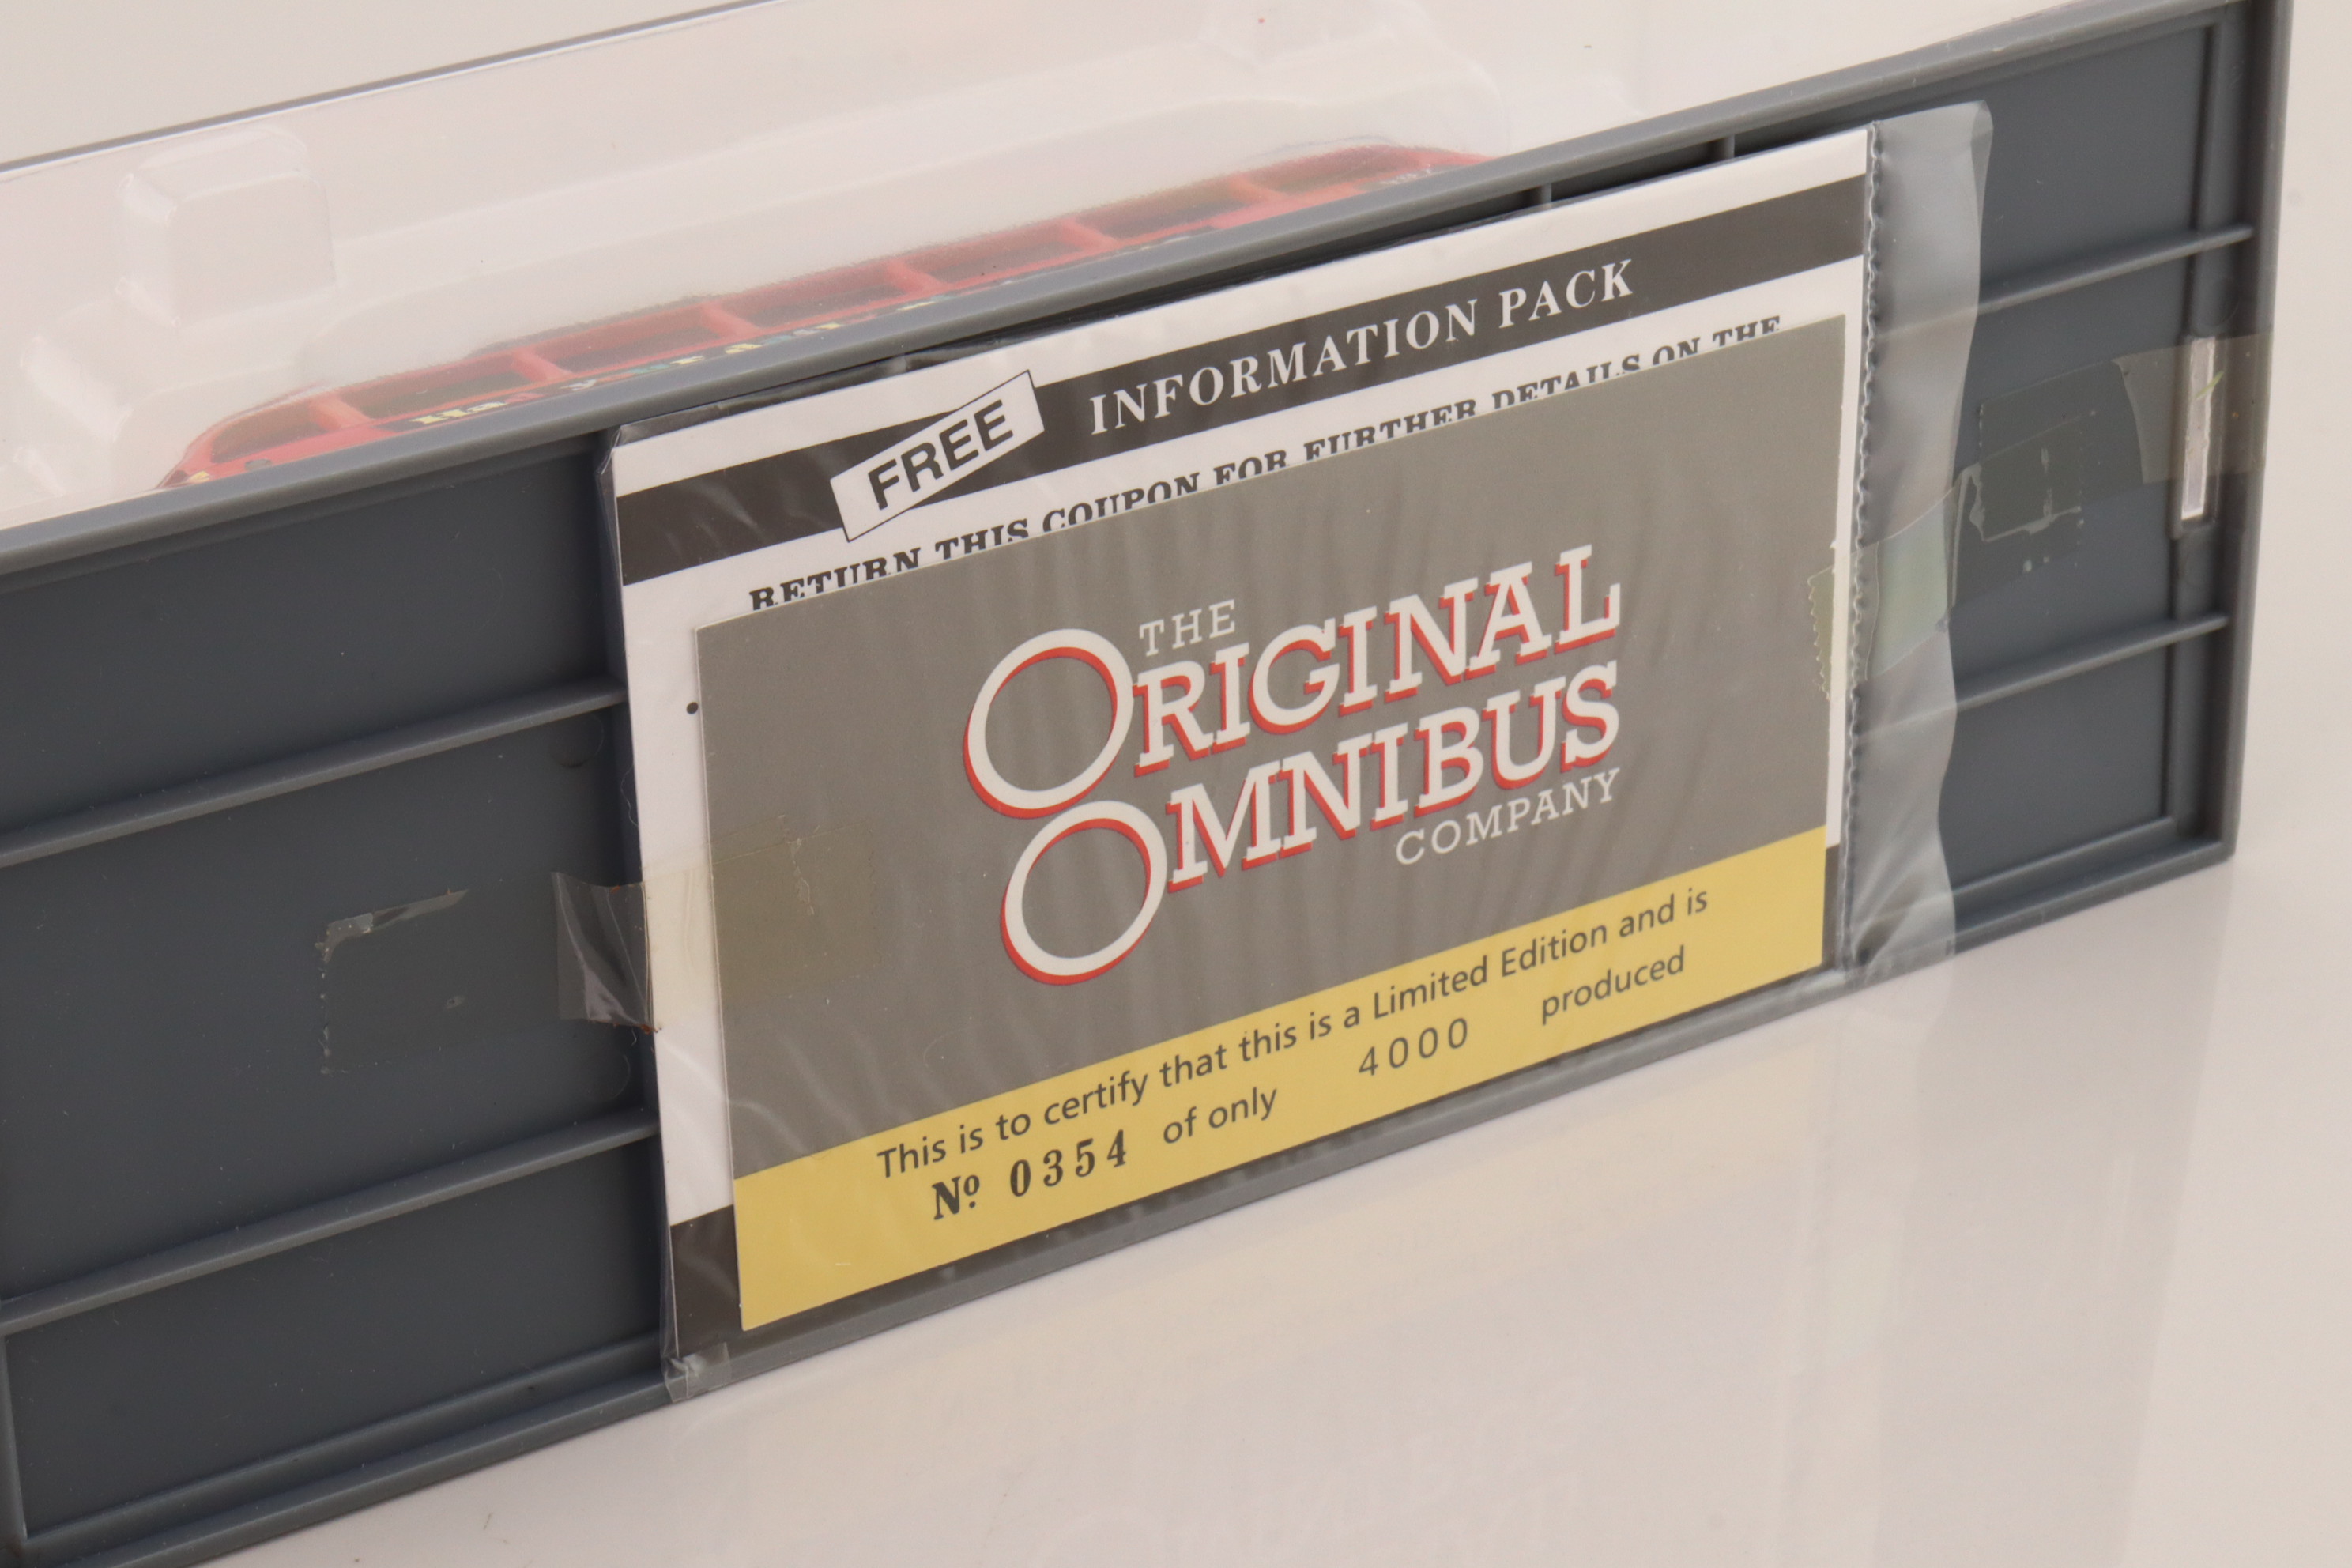 FREE
INFORMATION PACK
RETURN THIS COUPON FOR FURTHER DETAILS ON THE
THE
ORIGINAL
OMNIBUS
COMPANY
This is to certify that this is a Limited Edition and is
Nº 0354 of only 4000 produced